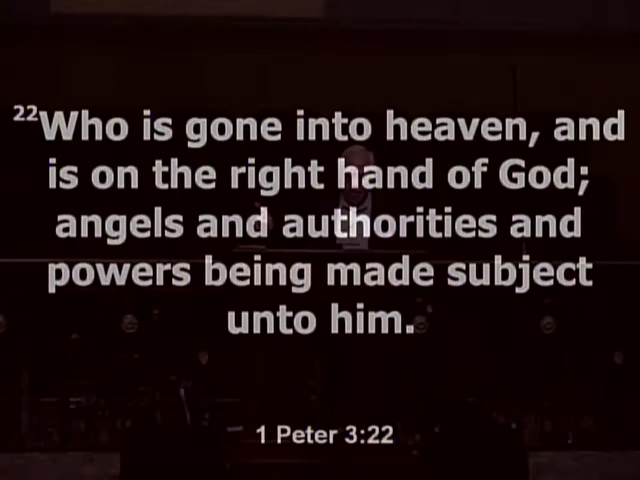 22Who is gone into heaven, and
is on the right hand of God;
angels and authorities and
powers being made subject
unto him.
1 Peter 3:22